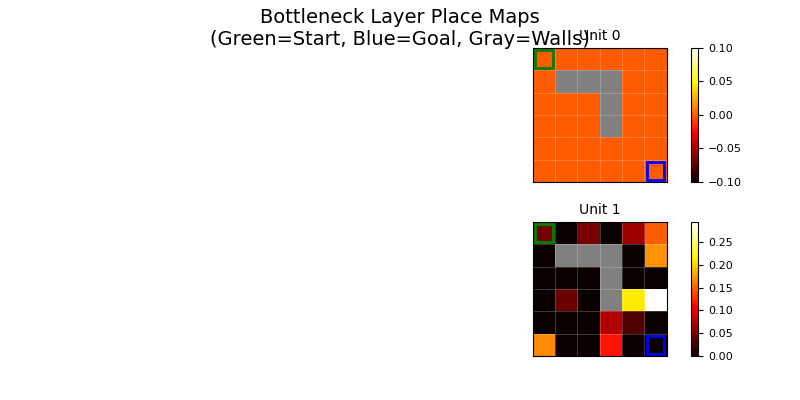 Bottleneck Layer Place Maps
(Green=Start, Blue=Goal, Gray=Walls)
Unit 0
0.10
0.05
0.00
−0.05
−0.10
Unit 1
0.25
0.20
0.15
0.10
0.05
0.00